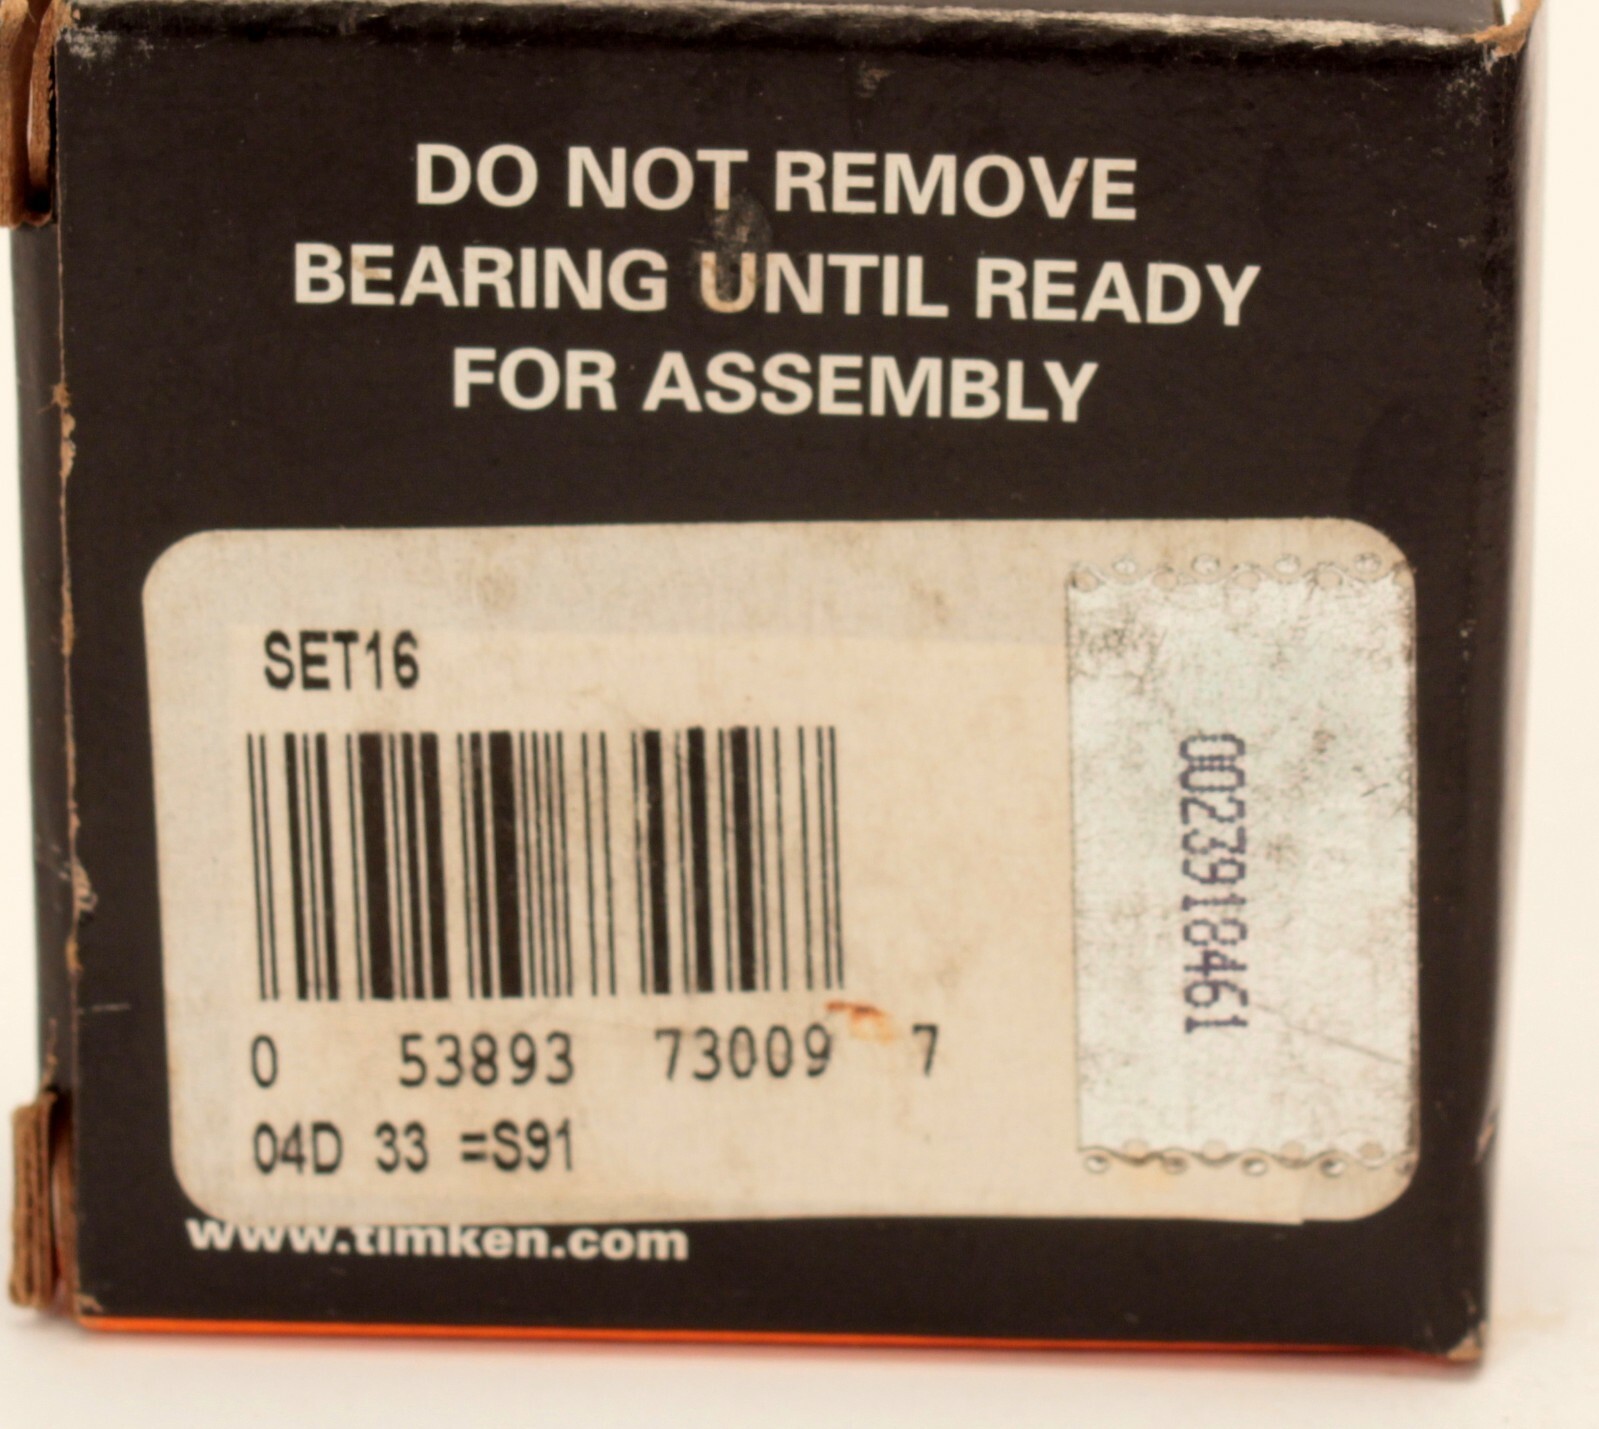 DO NOT REMOVE
BEARING UNTIL READY
FOR ASSEMBLY
SET16
0 53893 73009 7
04D 33 =S91
0023918461
www.timken.com